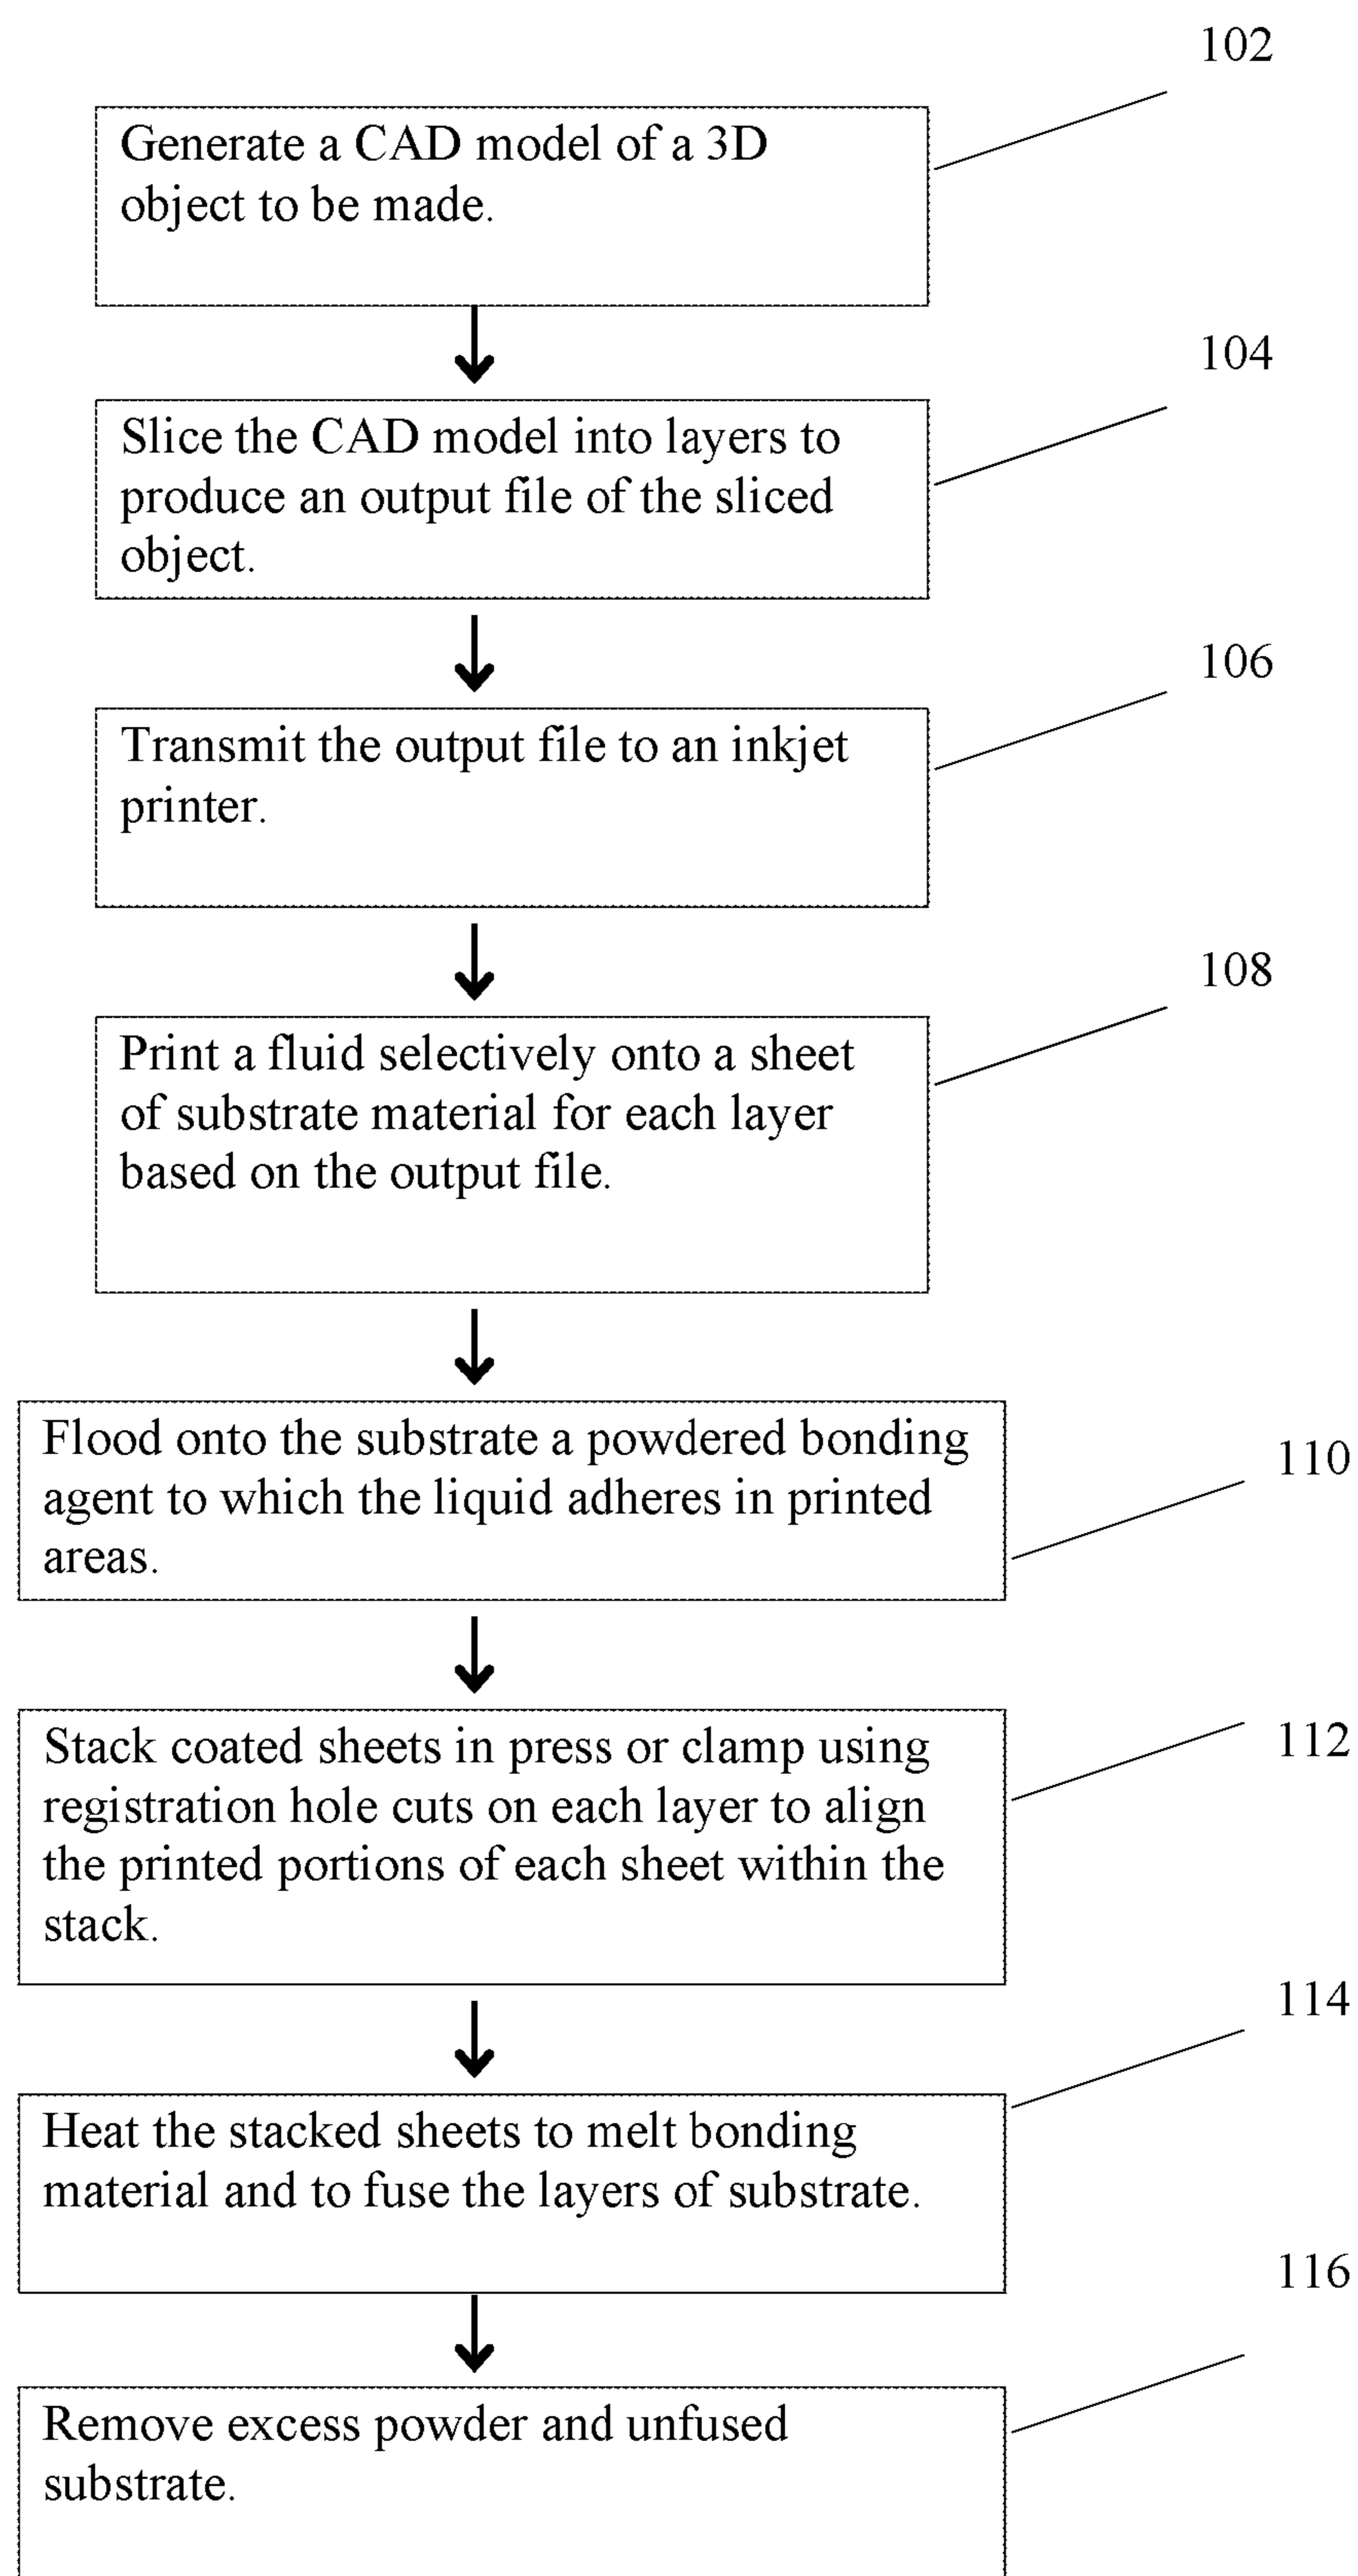 102
Generate a CAD model of a 3D
object to be made.
104
Slice the CAD model into layers to
produce an output file of the sliced
object.
106
Transmit the output file to an inkjet
printer.
108
Print a fluid selectively onto a sheet
of substrate material for each layer
based on the output file.
110
Flood onto the substrate a powdered bonding
agent to which the liquid adheres in printed
areas.
112
Stack coated sheets in press or clamp using
registration hole cuts on each layer to align
the printed portions of each sheet within the
stack.
114
Heat the stacked sheets to melt bonding
material and to fuse the layers of substrate.
116
Remove excess powder and unfused
substrate.